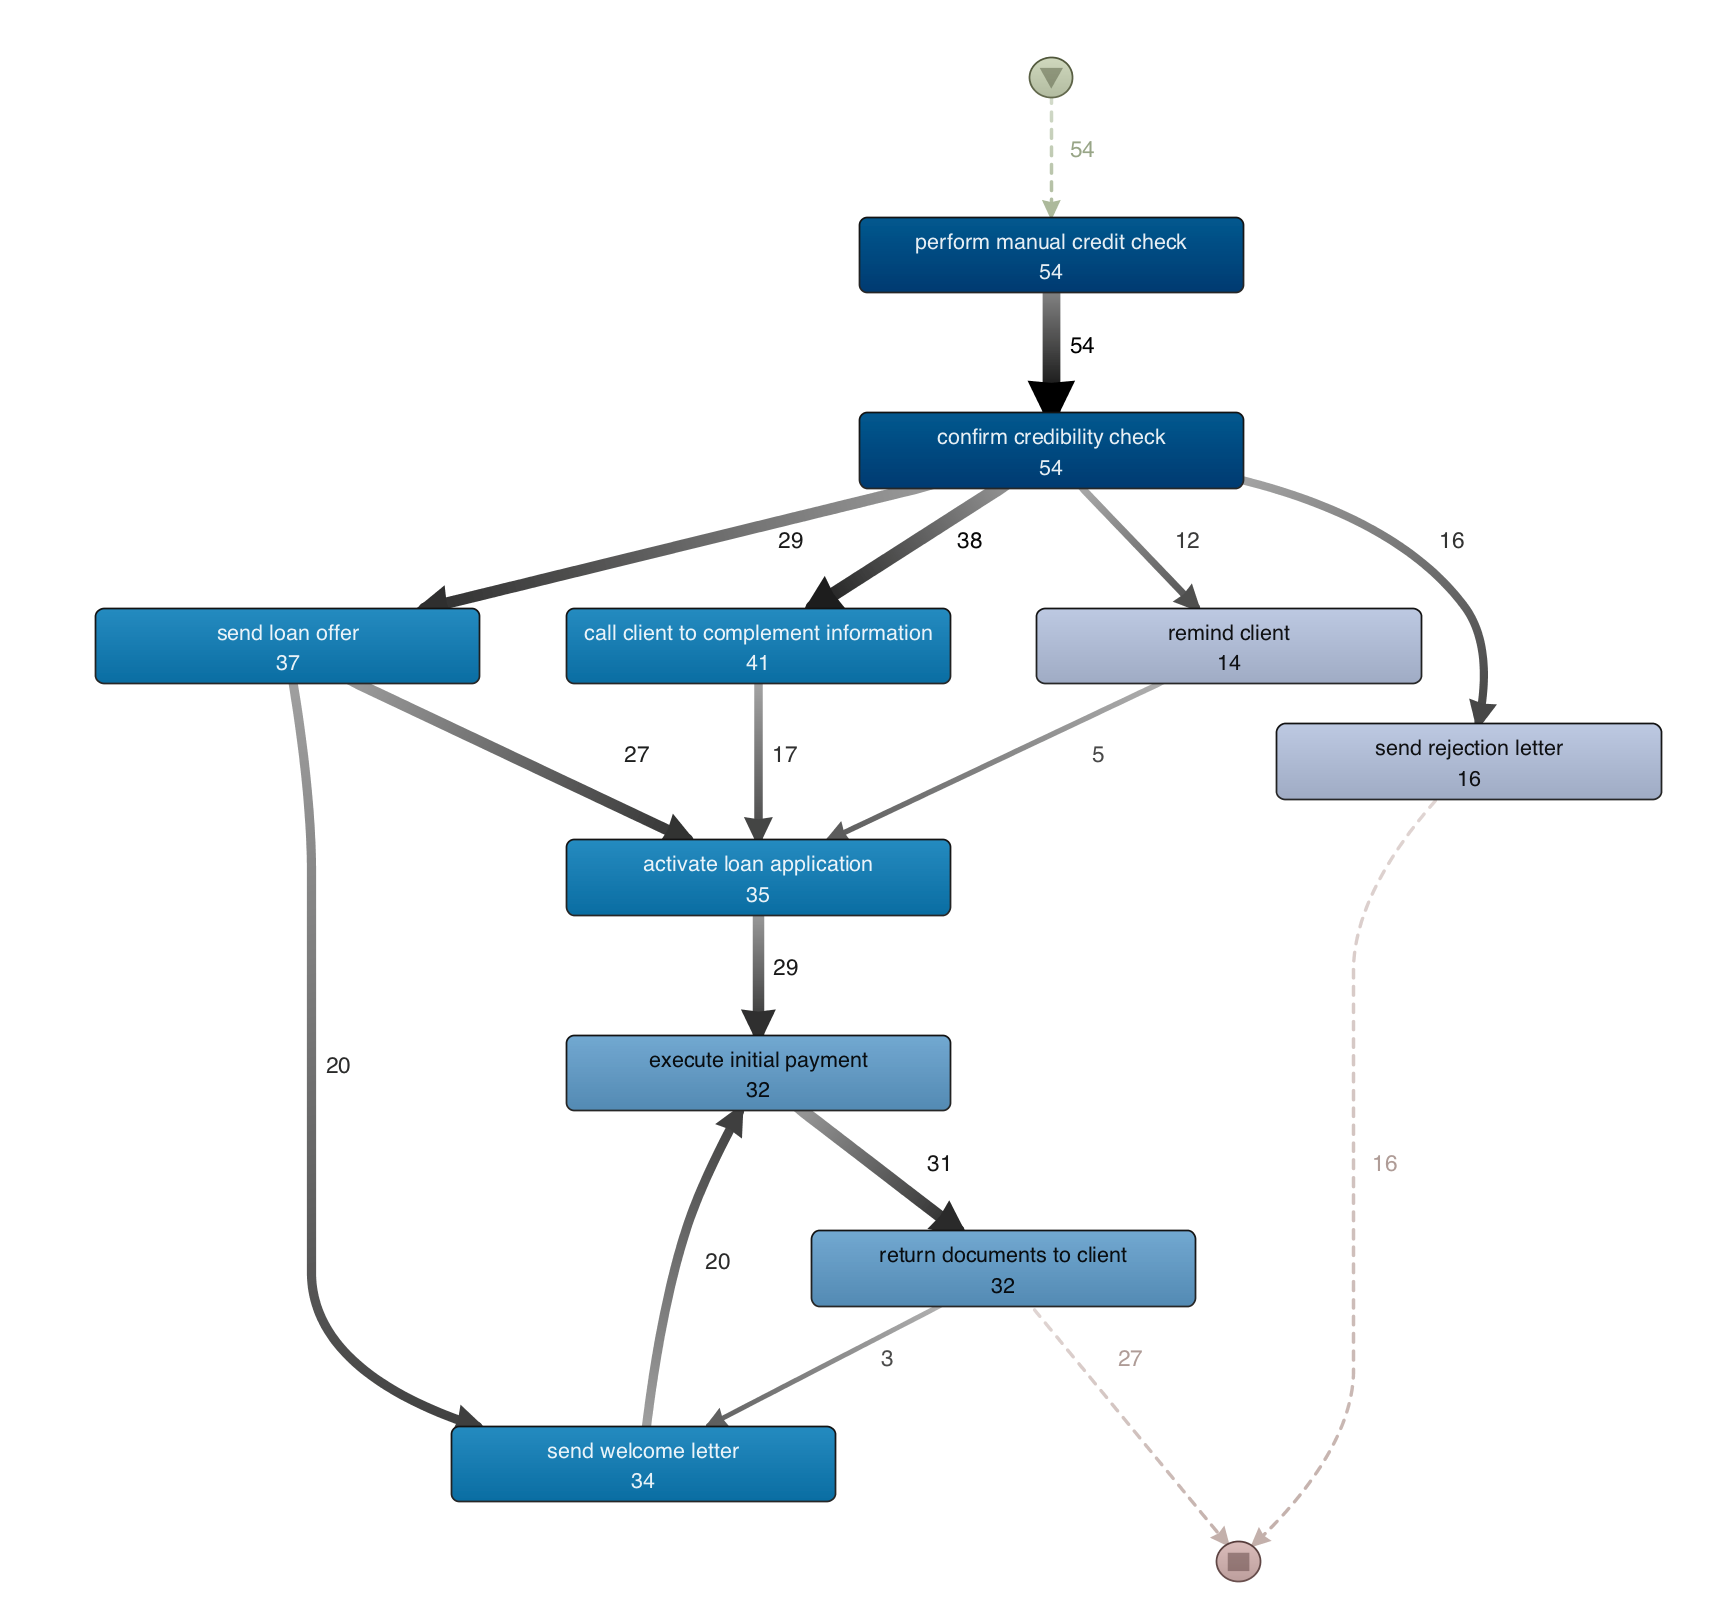 54
perform manual credit check
54
54
confirm credibility check
54
29
38
12
16
send loan offer
37
call client to complement information
41
remind client
14
send rejection letter
16
27
17
5
activate loan application
35
29
execute initial payment
32
20
31
16
20
return documents to client
32
3
27
send welcome letter
34